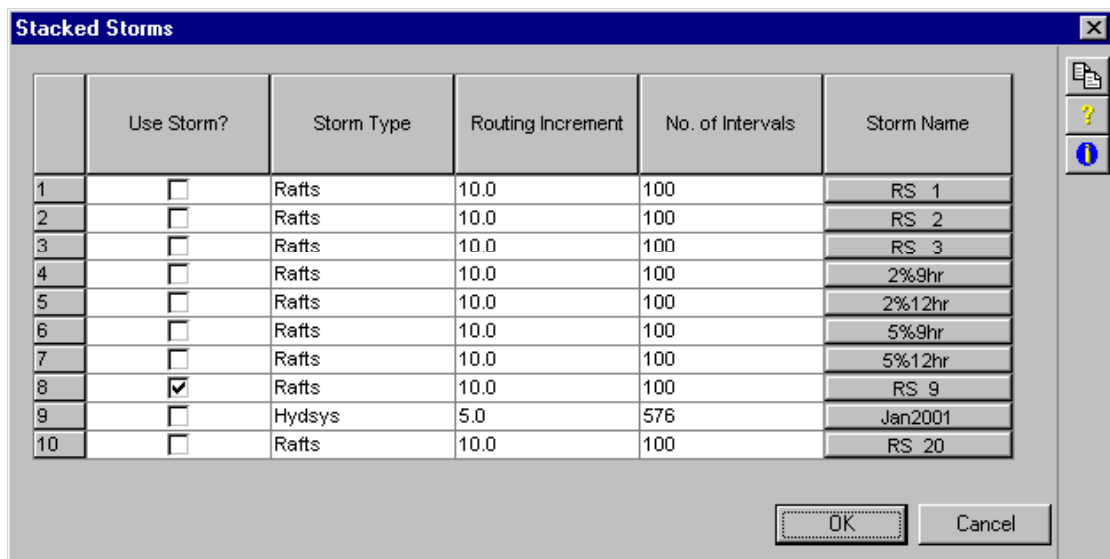 Stacked Storms
Use Storm? Storm Type Routing Increment No. of Intervals Storm Name
1 Rafts 10.0 100 RS 1
2 Rafts 10.0 100 RS 2
3 Rafts 10.0 100 RS 3
4 Rafts 10.0 100 2%9hr
5 Rafts 10.0 100 2%12hr
6 Rafts 10.0 100 5%9hr
7 Rafts 10.0 100 5%12hr
8 Rafts 10.0 100 RS 9
9 Hydsys 5.0 576 Jan2001
10 Rafts 10.0 100 RS 20
OK Cancel